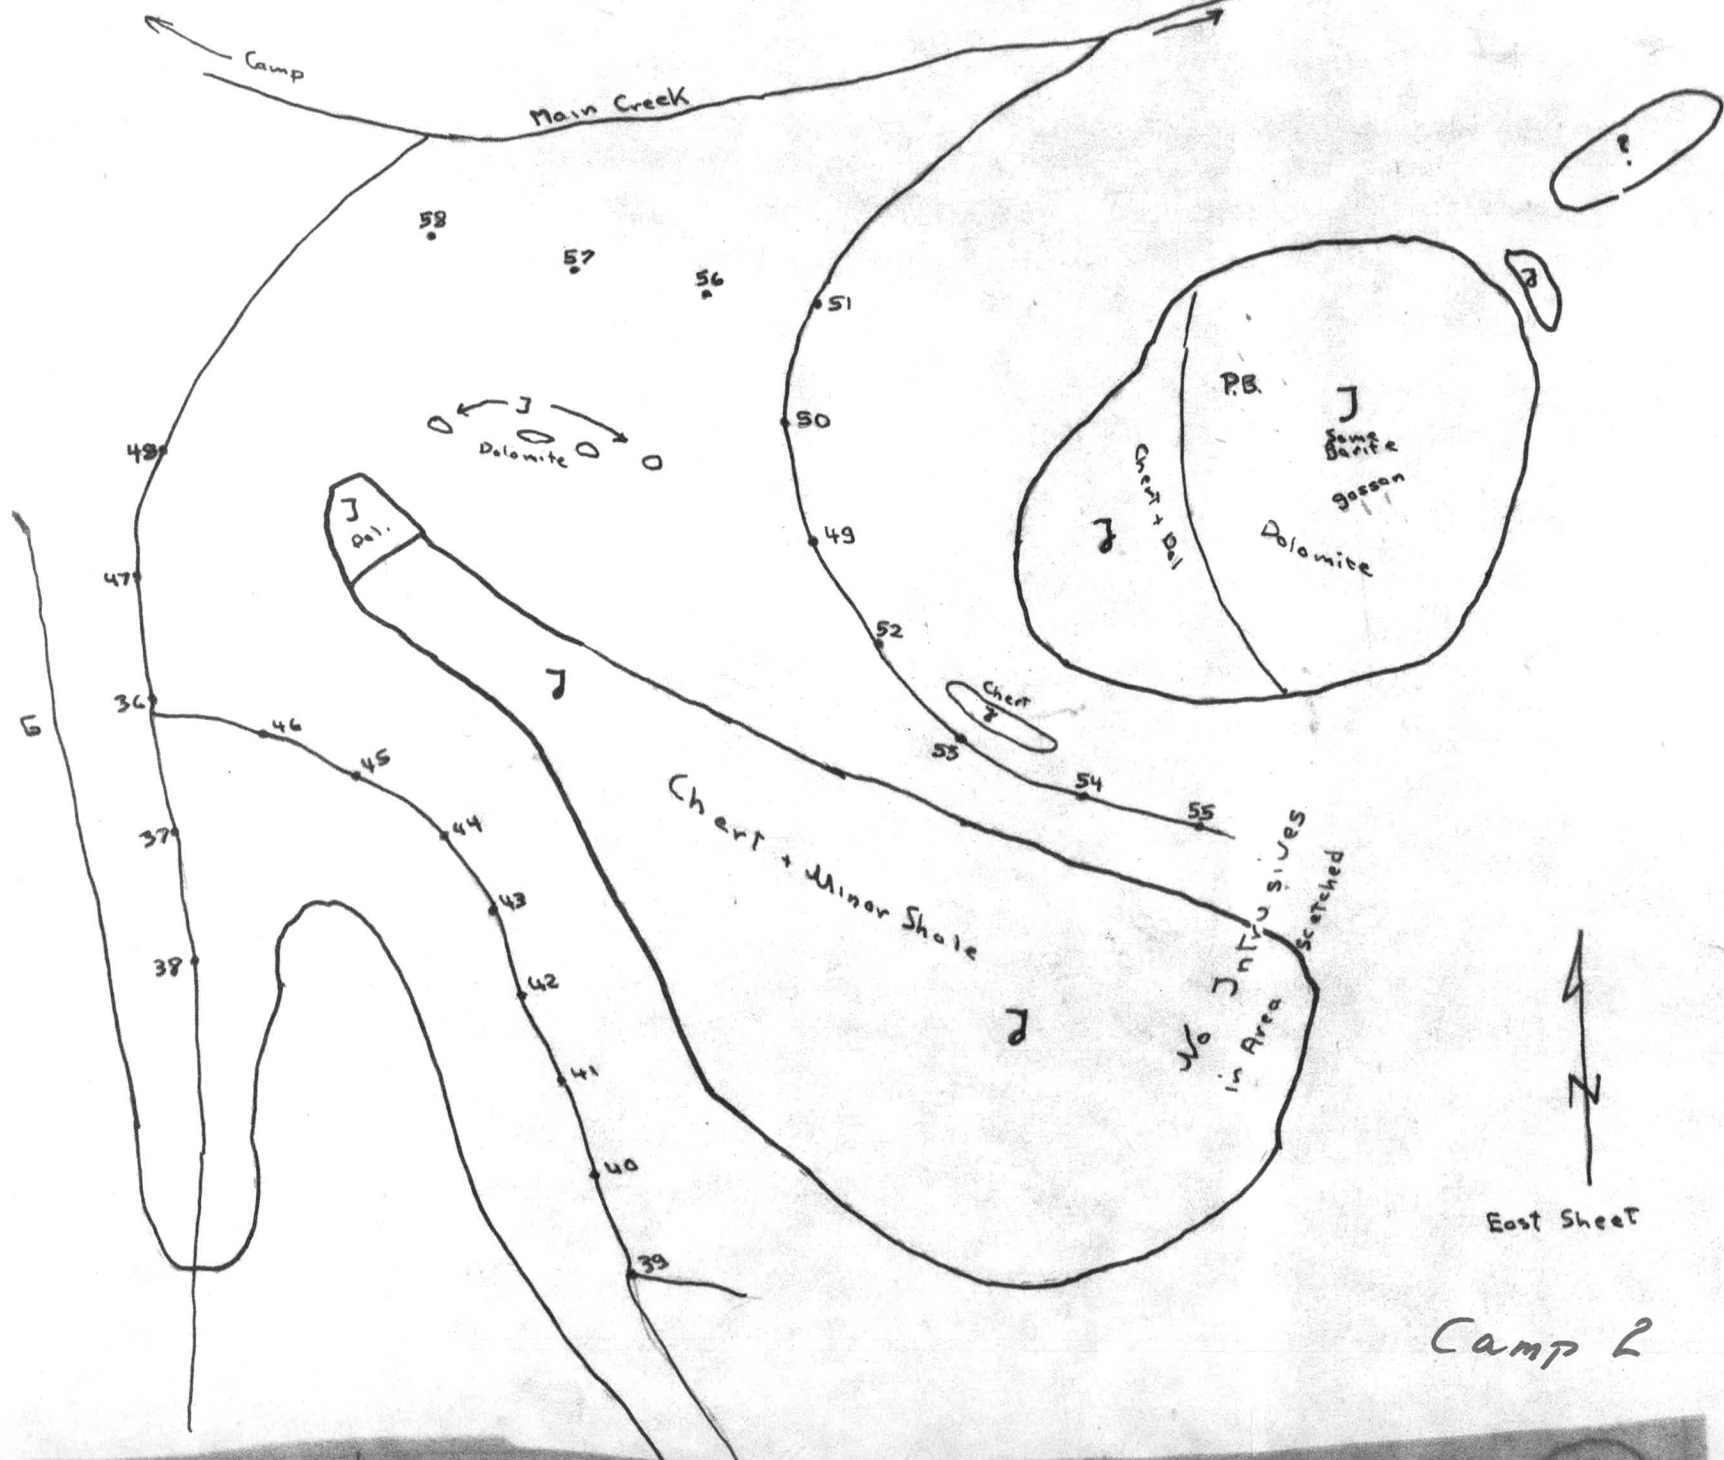 Camp
Main Creek
?
58
57
56
51
J
P.B.
J
Some
Barite
gossan
Dolomite
Chert + Dol
J
50
J
Dolomite
48
J
Dol.
49
47
52
J
Chert
J
36
46
53
45
54
55
37
44
Chert + Minor Shale
43
No Intrusives
Scetched
in Area
38
42
J
41
40
39
N
East Sheet
Camp 2